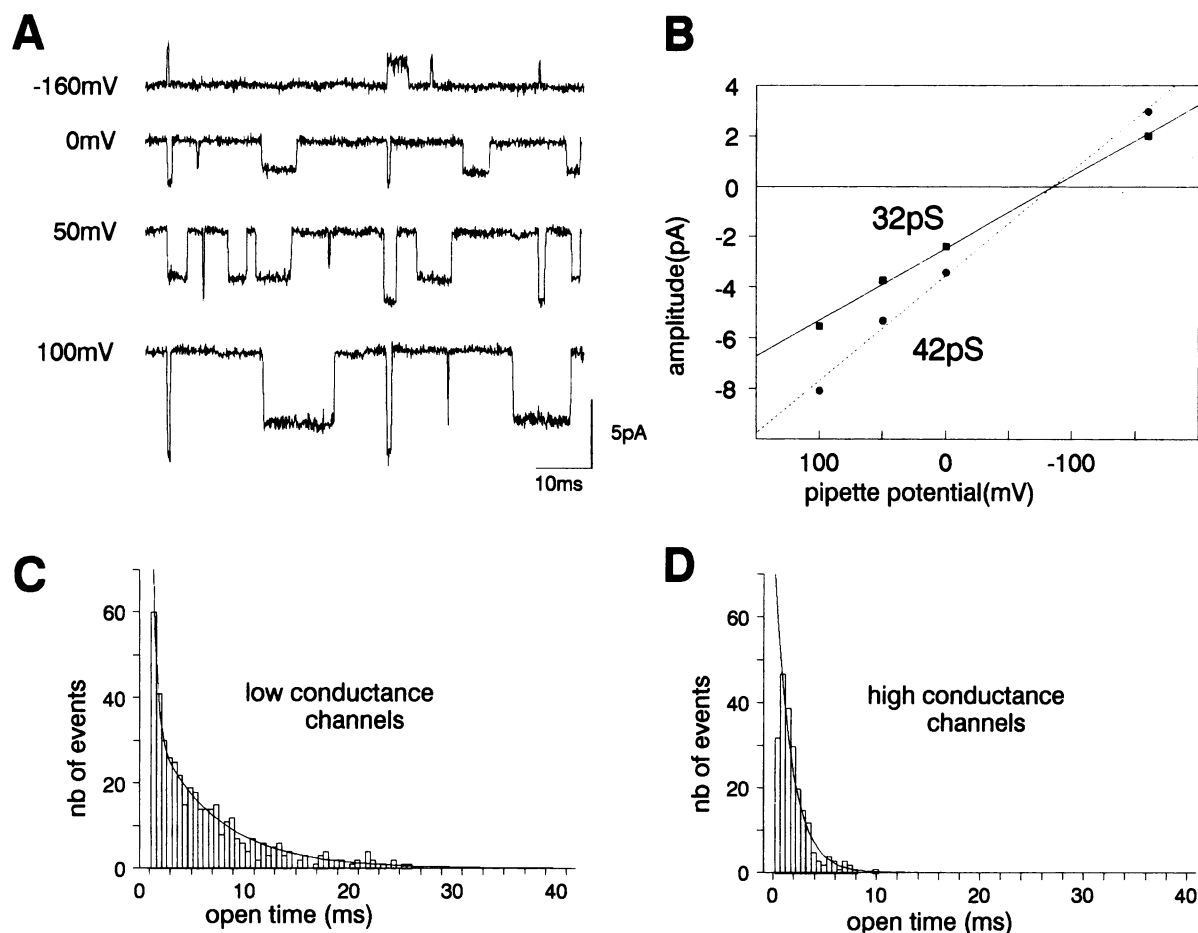 A
-160mV
0mV
50mV
100mV
5pA
10ms
B
4
2
0
-2
-4
-6
-8
amplitude(pA)
32pS
42pS
100 0 -100
pipette potential(mV)
C
60
40
20
0
nb of events
low conductance
channels
0 10 20 30 40
open time (ms)
D
60
40
20
0
nb of events
high conductance
channels
0 10 20 30 40
open time (ms)